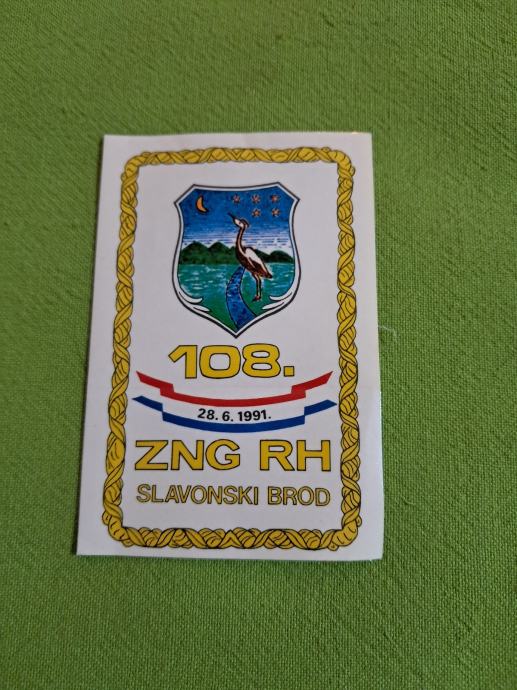 108.
28.6.1991.
ZNG RH
SLAVONSKI BROD